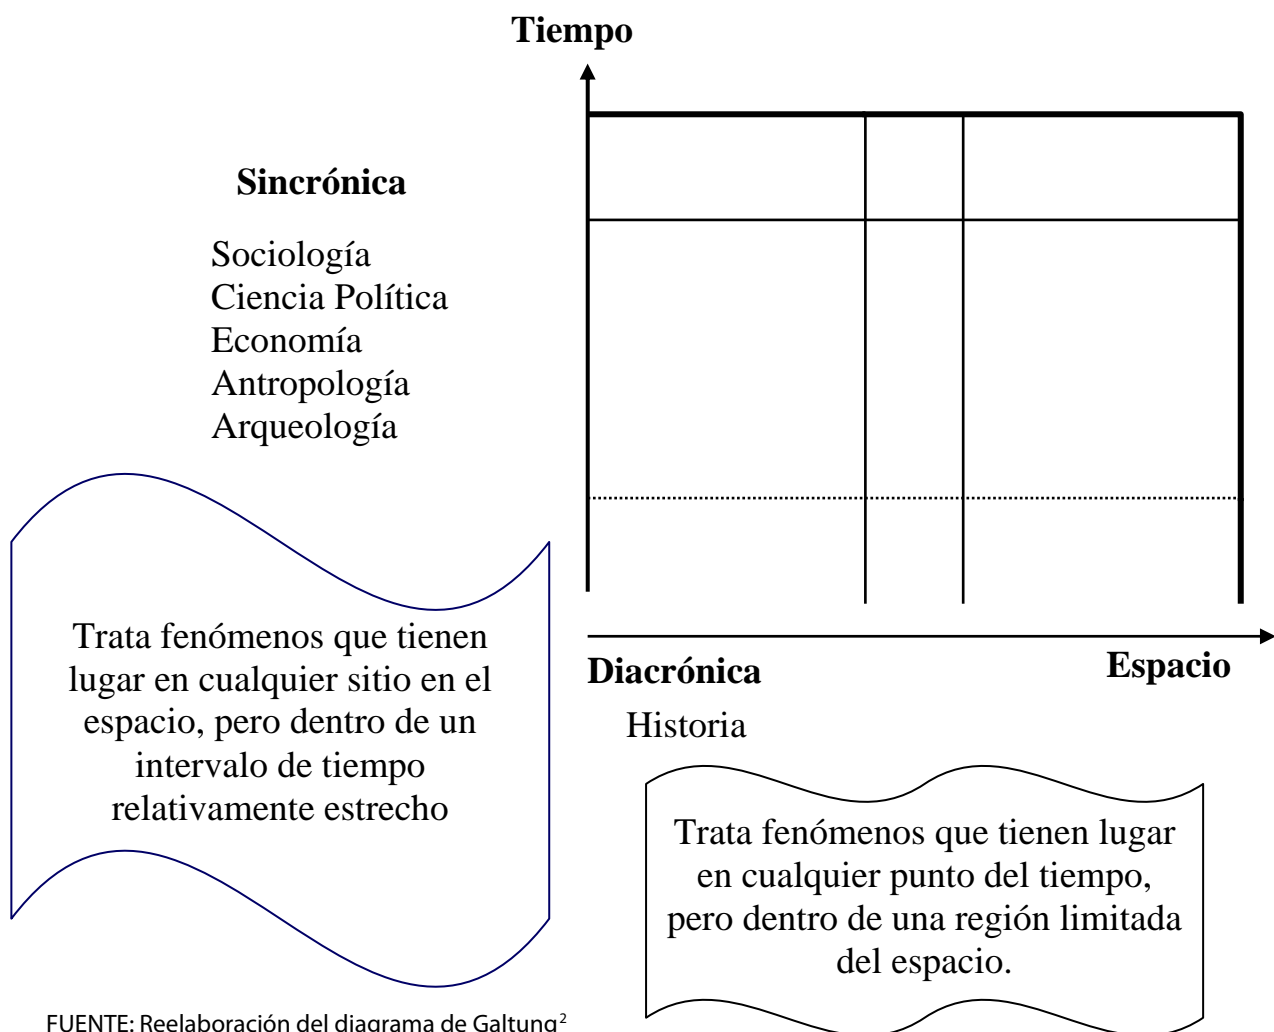 Tiempo
Sincrónica
Sociología
Ciencia Política
Economía
Antropología
Arqueología
Trata fenómenos que tienen
lugar en cualquier sitio en el
espacio, pero dentro de un
intervalo de tiempo
relativamente estrecho
Diacrónica
Espacio
Historia
Trata fenómenos que tienen lugar
en cualquier punto del tiempo,
pero dentro de una región limitada
del espacio.
FUENTE: Reelaboración del diagrama de Galtung²